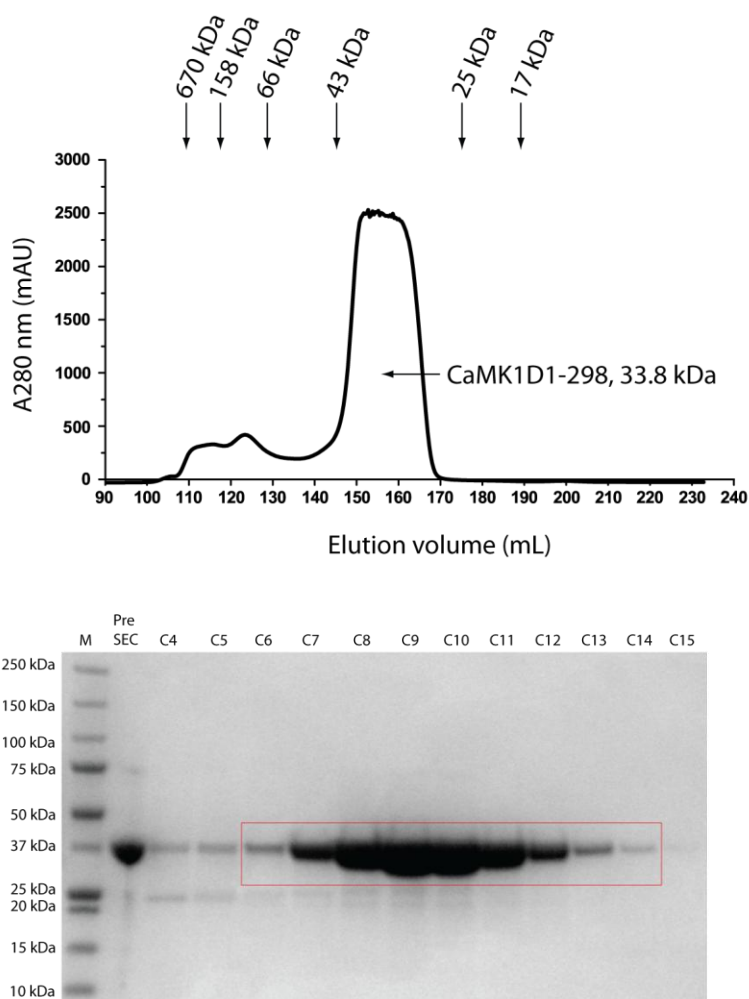 670 kDa
158 kDa
66 kDa
43 kDa
25 kDa
17 kDa
3000
2500
2000
1500
1000
500
0
A280 nm (mAU)
CaMK1D1-298, 33.8 kDa
90 100 110 120 130 140 150 160 170 180 190 200 210 220 230 240
Elution volume (mL)
Pre
M SEC C4 C5 C6 C7 C8 C9 C10 C11 C12 C13 C14 C15
250 kDa
150 kDa
100 kDa
75 kDa
50 kDa
37 kDa
25 kDa
20 kDa
15 kDa
10 kDa